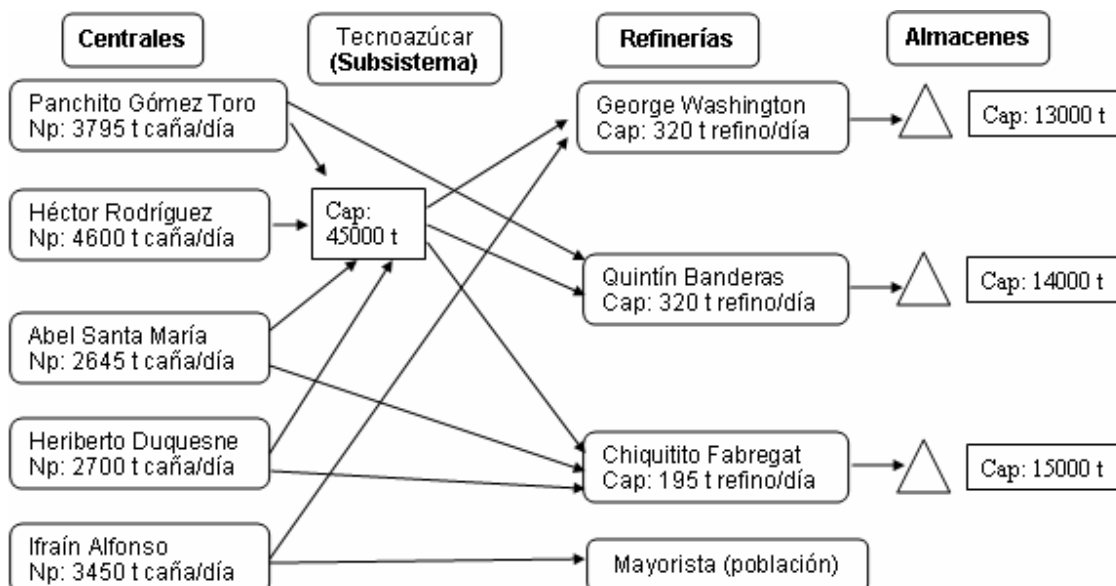 Centrales
Tecnoazúcar
(Subsistema)
Refinerías
Almacenes
Panchito Gómez Toro
Np: 3795 t caña/día
George Washington
Cap: 320 t refino/día
Cap: 13000 t
Héctor Rodríguez
Np: 4600 t caña/día
Cap:
45000 t
Quintín Banderas
Cap: 320 t refino/día
Cap: 14000 t
Abel Santa María
Np: 2645 t caña/día
Heriberto Duquesne
Np: 2700 t caña/día
Chiquitito Fabregat
Cap: 195 t refino/día
Cap: 15000 t
Ifraín Alfonso
Np: 3450 t caña/día
Mayorista (población)